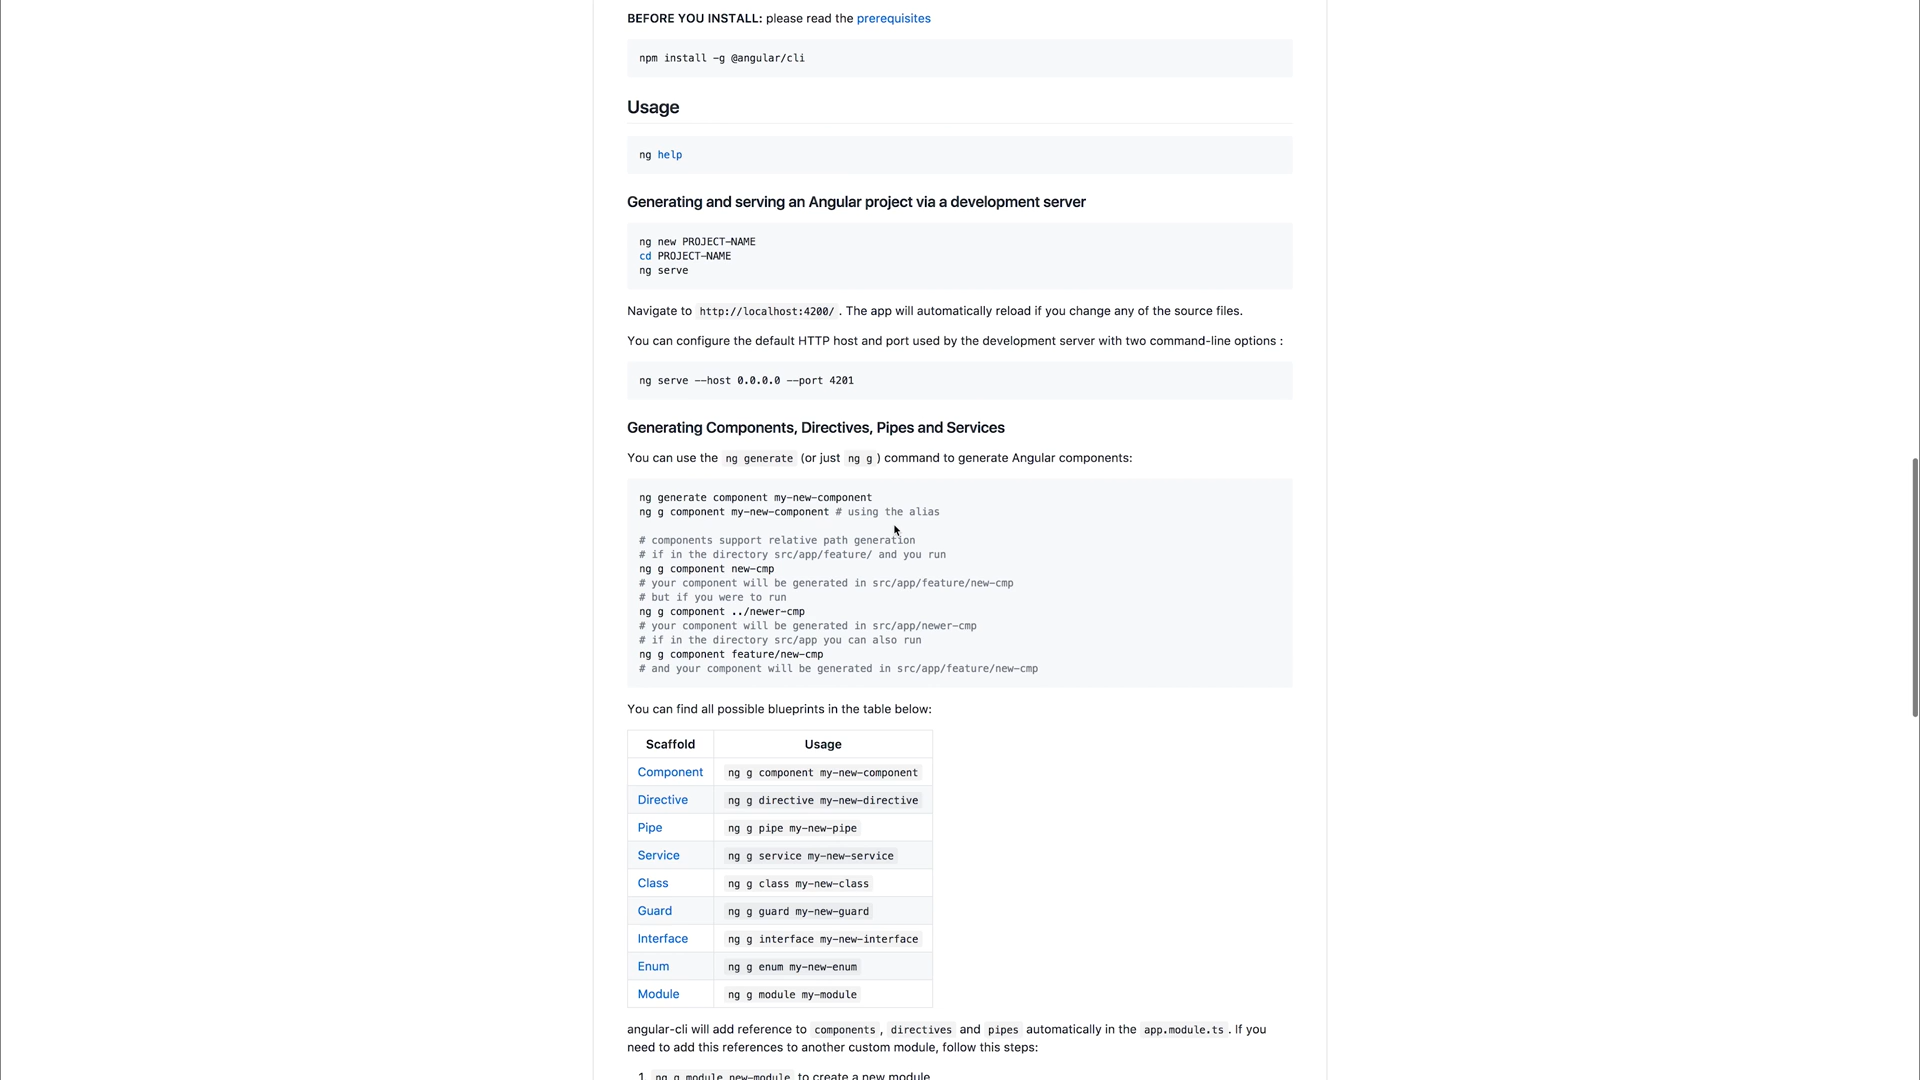 BEFORE YOU INSTALL: please read the prerequisites
npm install -g @angular/cli
Usage
ng help
Generating and serving an Angular project via a development server
ng new PROJECT-NAME
cd PROJECT-NAME
ng serve
Navigate to http://localhost:4200/ . The app will automatically reload if you change any of the source files.
You can configure the default HTTP host and port used by the development server with two command-line options :
ng serve --host 0.0.0.0 --port 4201
Generating Components, Directives, Pipes and Services
You can use the ng generate (or just ng g ) command to generate Angular components:
ng generate component my-new-component
ng g component my-new-component # using the alias
# components support relative path generation
# if in the directory src/app/feature/ and you run
ng g component new-cmp
# your component will be generated in src/app/feature/new-cmp
# but if you were to run
ng g component ../newer-cmp
# your component will be generated in src/app/newer-cmp
# if in the directory src/app you can also run
ng g component feature/new-cmp
# and your component will be generated in src/app/feature/new-cmp
You can find all possible blueprints in the table below:
Scaffold Usage
Component ng g component my-new-component
Directive ng g directive my-new-directive
Pipe ng g pipe my-new-pipe
Service ng g service my-new-service
Class ng g class my-new-class
Guard ng g guard my-new-guard
Interface ng g interface my-new-interface
Enum ng g enum my-new-enum
Module ng g module my-module
angular-cli will add reference to components , directives and pipes automatically in the app.module.ts . If you
need to add this references to another custom module, follow this steps:
1. ng g module new-module to create a new module